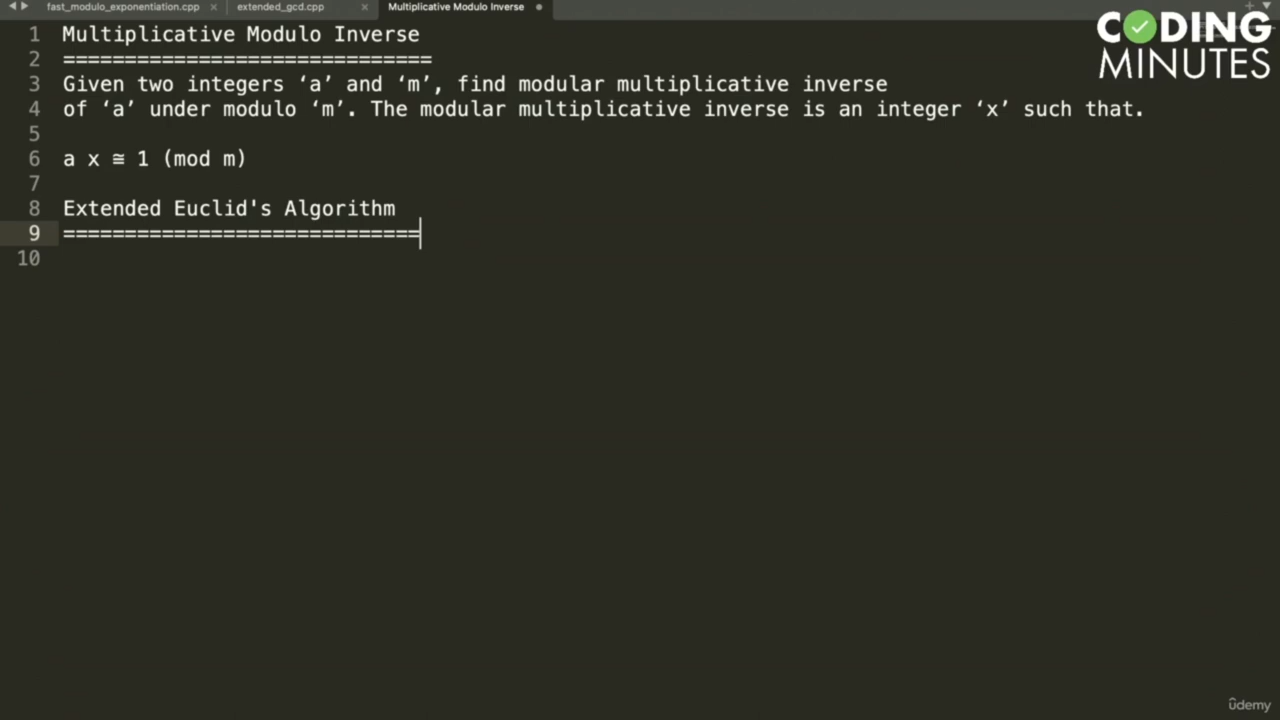 fast_modulo_exponentiation.cpp × extended_gcd.cpp × Multiplicative Modulo Inverse
CODING
MINUTES
1 Multiplicative Modulo Inverse
2 ==============================
3 Given two integers ‘a’ and ‘m’, find modular multiplicative inverse
4 of ‘a’ under modulo ‘m’. The modular multiplicative inverse is an integer ‘x’ such that.
5
6 a x ≅ 1 (mod m)
7
8 Extended Euclid's Algorithm
9 =============================
10
ûdemy